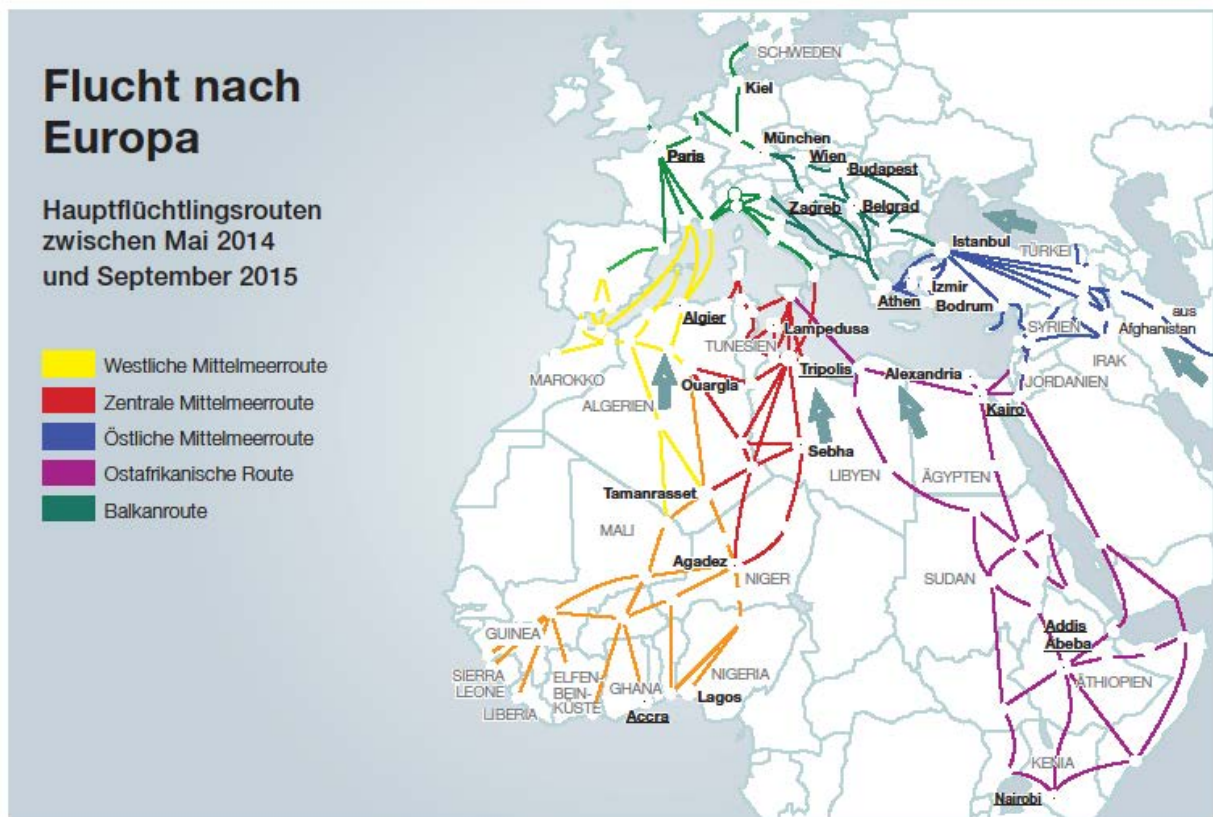 Flucht nach
Europa
Hauptflüchtlingsrouten
zwischen Mai 2014
und September 2015
Westliche Mittelmeerroute
Zentrale Mittelmeerroute
Östliche Mittelmeerroute
Ostafrikanische Route
Balkanroute
SCHWEDEN
Kiel
München
Paris
Wien
Budapest
Zagreb
Belgrad
Istanbul
TÜRKEI
Athen
Izmir
Bodrum
aus
Afghanistan
SYRIEN
IRAK
JORDANIEN
Algier
Lampedusa
TUNESIEN
Tripolis
Alexandria
MAROKKO
Ouargla
ALGERIEN
Kairo
Sebha
LIBYEN
ÄGYPTEN
Tamanrasset
MALI
Agadez
NIGER
SUDAN
GUINEA
Addis
Abeba
SIERRA
LEONE
ELFEN-
BEIN-
KÜSTE
GHANA
NIGERIA
ÄTHIOPIEN
LIBERIA
Accra
Lagos
KENIA
Nairobi